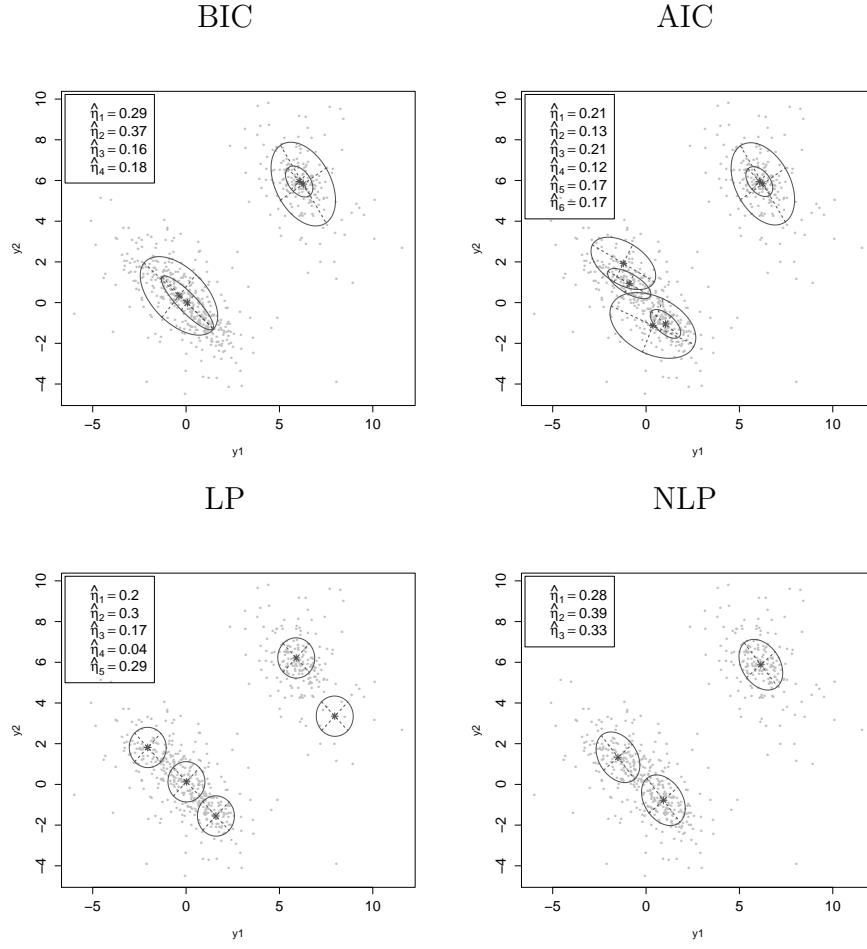 BIC
AIC
η̂1 = 0.29
η̂2 = 0.37
η̂3 = 0.16
η̂4 = 0.18
10
8
6
4
2
0
−2
−4
y2
−5 0 5 10
y1
η̂1 = 0.21
η̂2 = 0.13
η̂3 = 0.21
η̂4 = 0.12
η̂5 = 0.17
η̂6 = 0.17
10
8
6
4
2
0
−2
−4
y2
−5 0 5 10
y1
LP
NLP
η̂1 = 0.2
η̂2 = 0.3
η̂3 = 0.17
η̂4 = 0.04
η̂5 = 0.29
10
8
6
4
2
0
−2
−4
y2
−5 0 5 10
y1
η̂1 = 0.28
η̂2 = 0.39
η̂3 = 0.33
10
8
6
4
2
0
−2
−4
y2
−5 0 5 10
y1